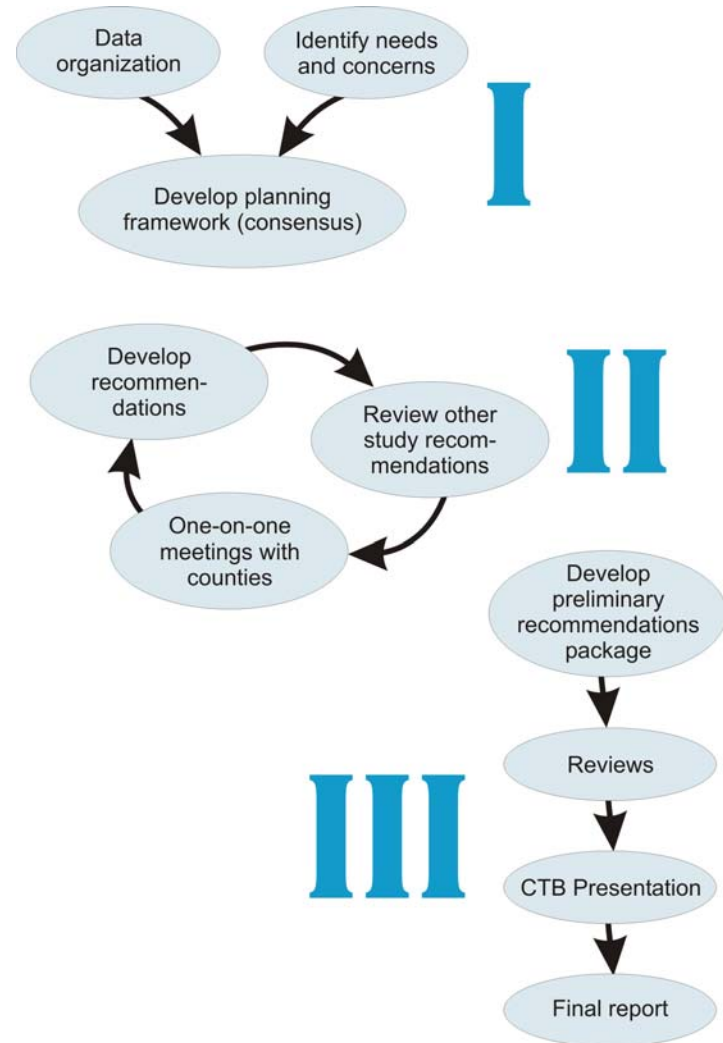 Data
organization
Identify needs
and concerns
I
Develop planning
framework (consensus)
Develop
recommen-
dations
II
Review other
study recom-
mendations
One-on-one
meetings with
counties
Develop
preliminary
recommendations
package
Reviews
III
CTB Presentation
Final report